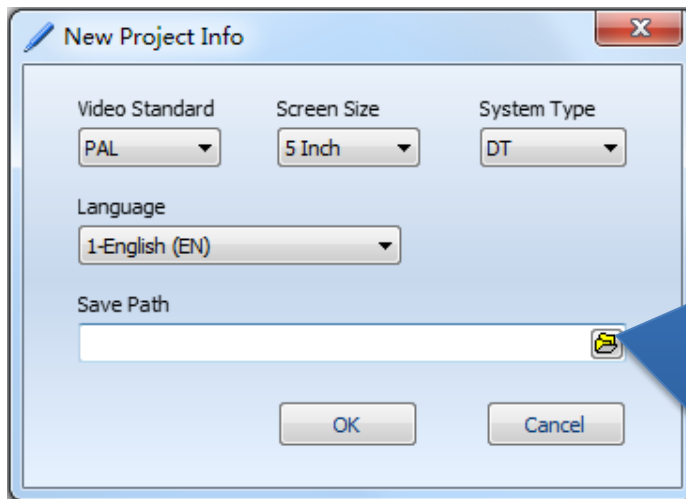 New Project Info
Video Standard Screen Size System Type
PAL 5 Inch DT
Language
1-English (EN)
Save Path
OK Cancel